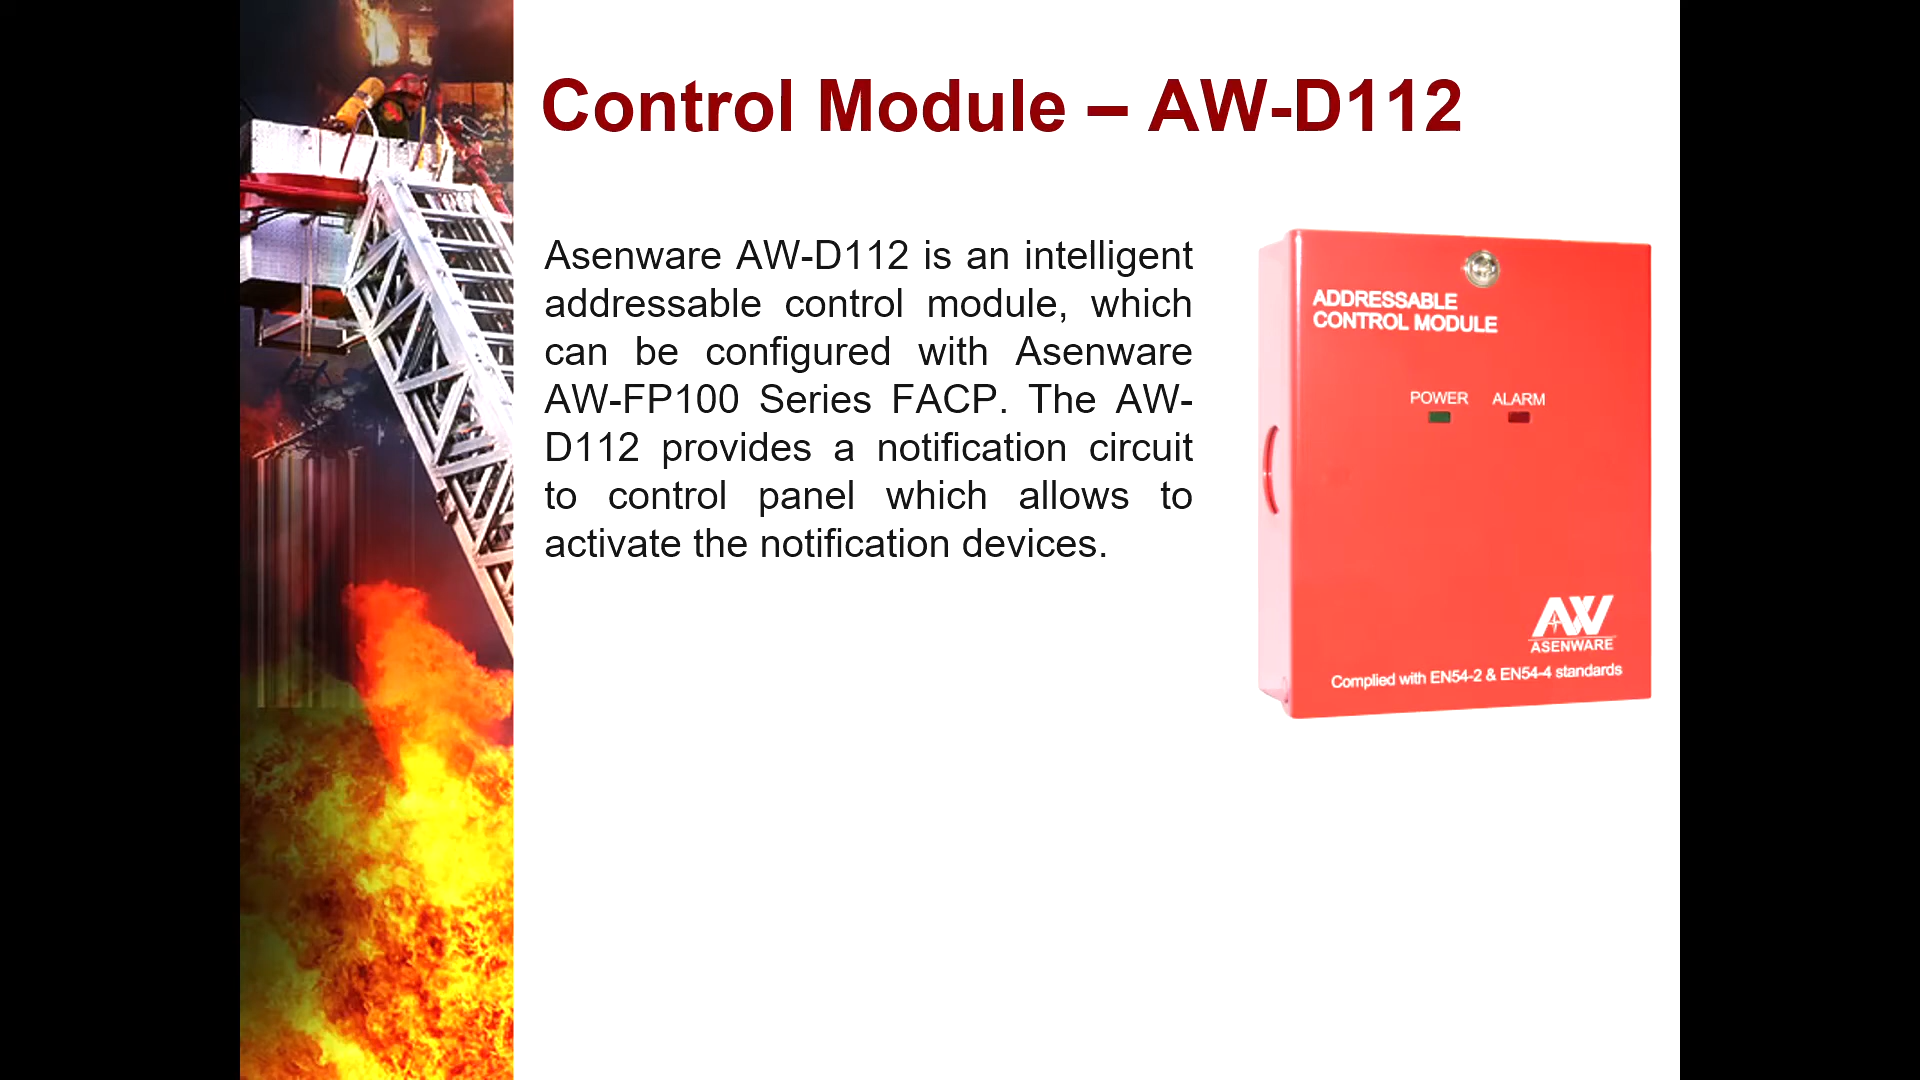 Control Module – AW-D112
Asenware AW-D112 is an intelligent
addressable control module, which
can be configured with Asenware
AW-FP100 Series FACP. The AW-
D112 provides a notification circuit
to control panel which allows to
activate the notification devices.
ADDRESSABLE
CONTROL MODULE
POWER ALARM
AW
ASENWARE
Complied with EN54-2 & EN54-4 standards